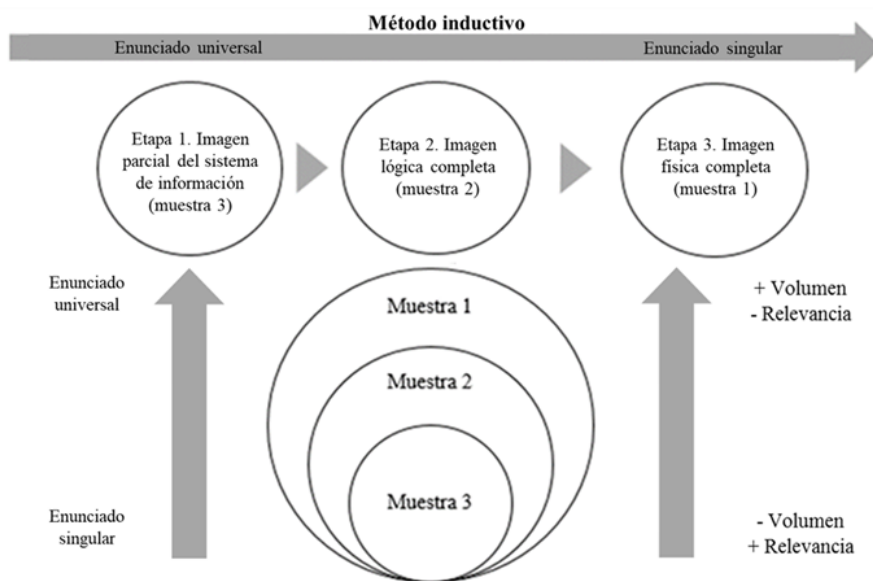 Método inductivo
Enunciado universal
Enunciado singular
Etapa 1. Imagen
parcial del sistema
de información
(muestra 3)
Etapa 2. Imagen
lógica completa
(muestra 2)
Etapa 3. Imagen
física completa
(muestra 1)
Enunciado
universal
Muestra 1
+ Volumen
- Relevancia
Muestra 2
Muestra 3
Enunciado
singular
- Volumen
+ Relevancia